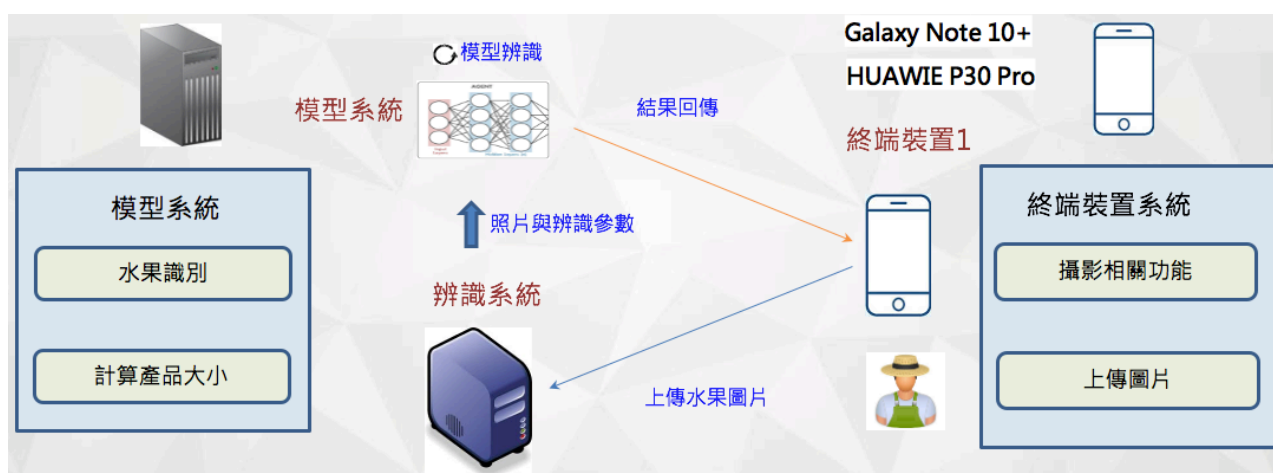 模型辨識
模型系統
結果回傳
Galaxy Note 10+
HUAWIE P30 Pro
終端裝置1
模型系統
水果識別
計算產品大小
照片與辨識參數
辨識系統
上傳水果圖片
終端裝置系統
攝影相關功能
上傳圖片